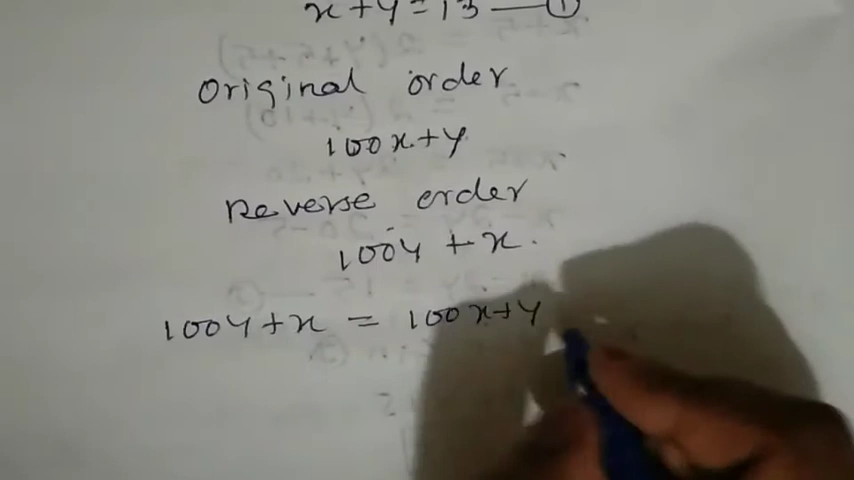 x+y=13 — ①
Original order
100x+y
Reverse order
100y +x.
100y+x = 100x+y